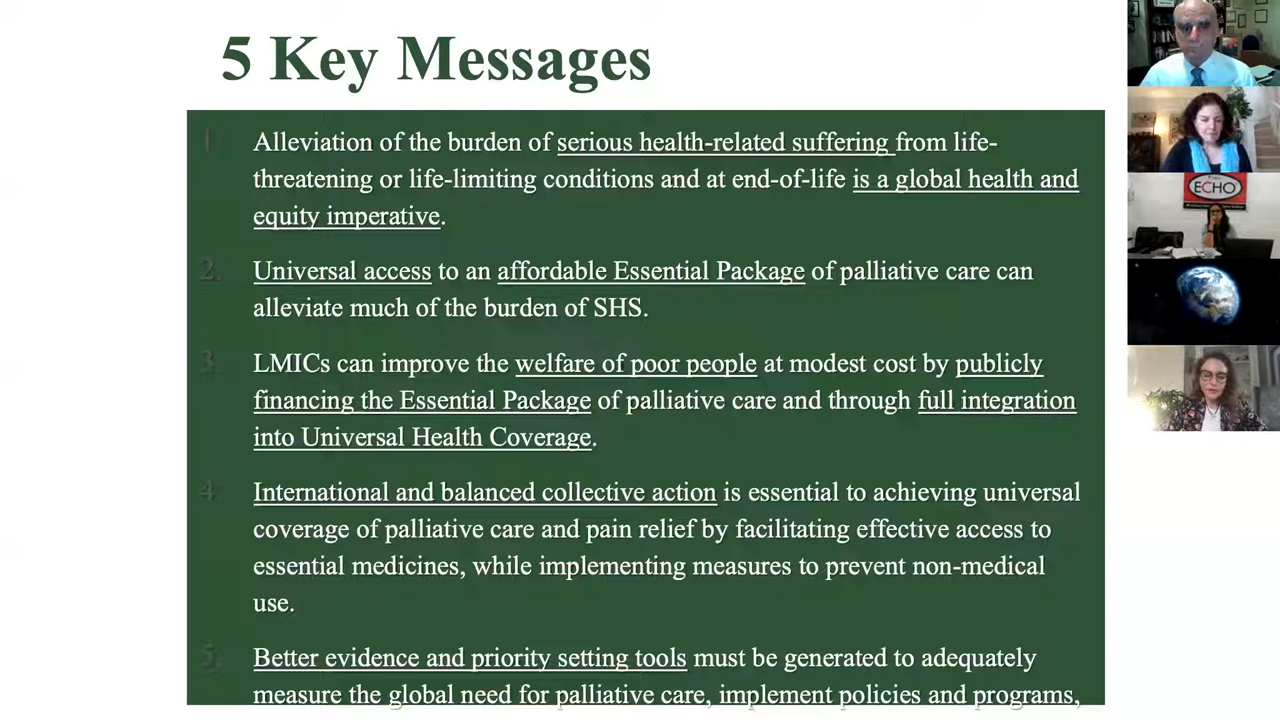 5 Key Messages
1. Alleviation of the burden of serious health-related suffering from life-
threatening or life-limiting conditions and at end-of-life is a global health and
equity imperative.
2. Universal access to an affordable Essential Package of palliative care can
alleviate much of the burden of SHS.
3. LMICs can improve the welfare of poor people at modest cost by publicly
financing the Essential Package of palliative care and through full integration
into Universal Health Coverage.
4. International and balanced collective action is essential to achieving universal
coverage of palliative care and pain relief by facilitating effective access to
essential medicines, while implementing measures to prevent non-medical
use.
5. Better evidence and priority setting tools must be generated to adequately
measure the global need for palliative care, implement policies and programs,
ECHO